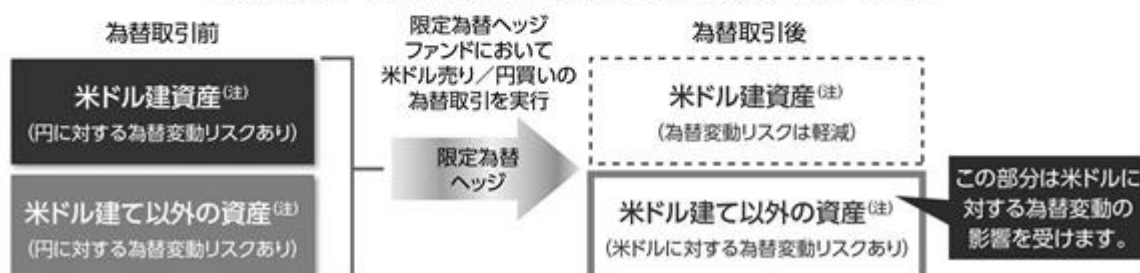 為替取引前
米ドル建資産(注)
(円に対する為替変動リスクあり)
米ドル建て以外の資産(注)
(円に対する為替変動リスクあり)
限定為替ヘッジ
ファンドにおいて
米ドル売り/円買いの
為替取引を実行
限定為替
ヘッジ
為替取引後
米ドル建資産(注)
(為替変動リスクは軽減)
米ドル建て以外の資産(注)
(米ドルに対する為替変動リスクあり)
この部分は米ドルに
対する為替変動の
影響を受けます。